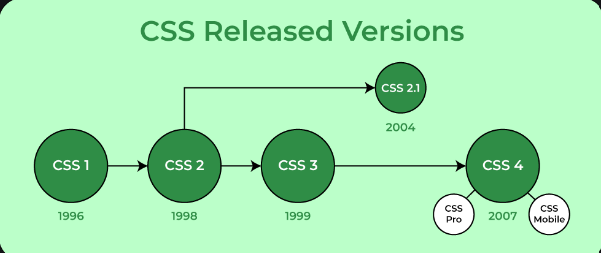 CSS Released Versions
CSS 2.1
2004
CSS 1
CSS 2
CSS 3
CSS 4
1996
1998
1999
2007
CSS
Pro
CSS
Mobile